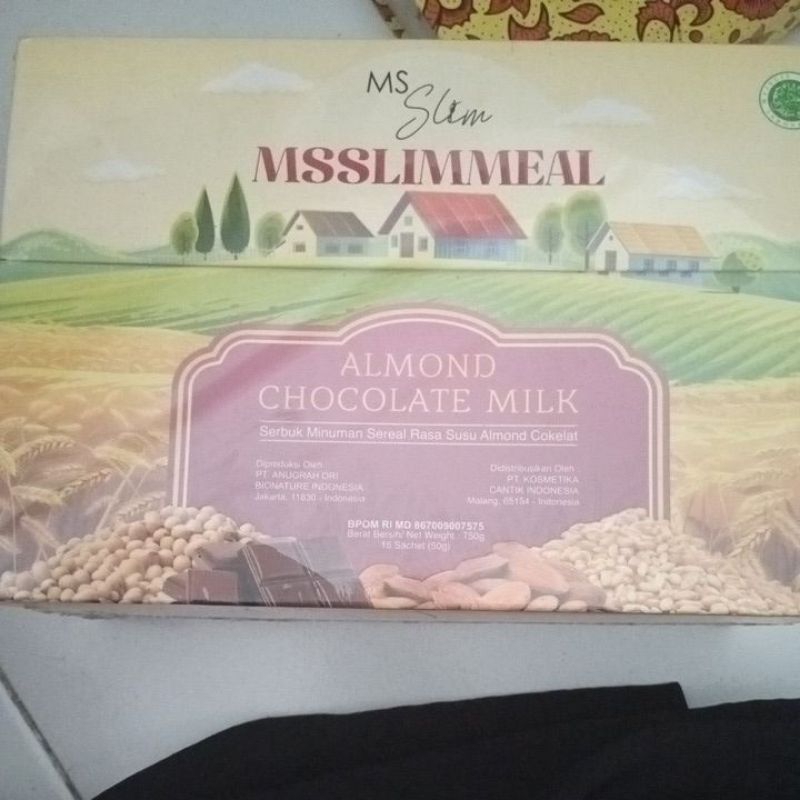 MS
Slim
MSSLIMMEAL
ALMOND
CHOCOLATE MILK
Serbuk Minuman Sereal Rasa Susu Almond Cokelat
Diproduksi Oleh :
PT. ANUGRAH DRI
BIONATURE INDONESIA
Jakarta, 11830 - Indonesia
Didistribusikan Oleh :
PT. KOSMETIKA
CANTIK INDONESIA
Malang, 65154 - Indonesia
BPOM RI MD 867009007575
Berat Bersih/ Net Weight : 750g
15 Sachet (50g)